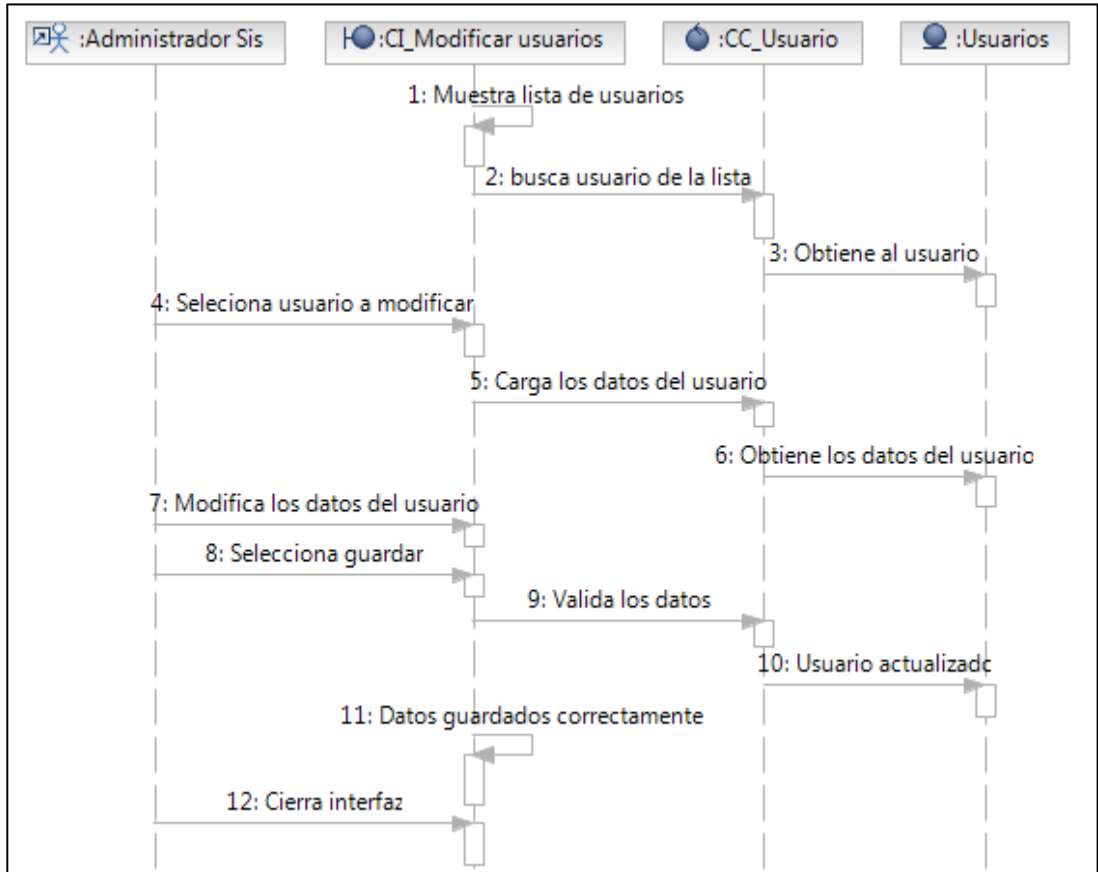 :Administrador Sis
:CI_Modificar usuarios
:CC_Usuario
:Usuarios
1: Muestra lista de usuarios
2: busca usuario de la lista
3: Obtiene al usuario
4: Seleciona usuario a modificar
5: Carga los datos del usuario
6: Obtiene los datos del usuario
7: Modifica los datos del usuario
8: Selecciona guardar
9: Valida los datos
10: Usuario actualizado
11: Datos guardados correctamente
12: Cierra interfaz